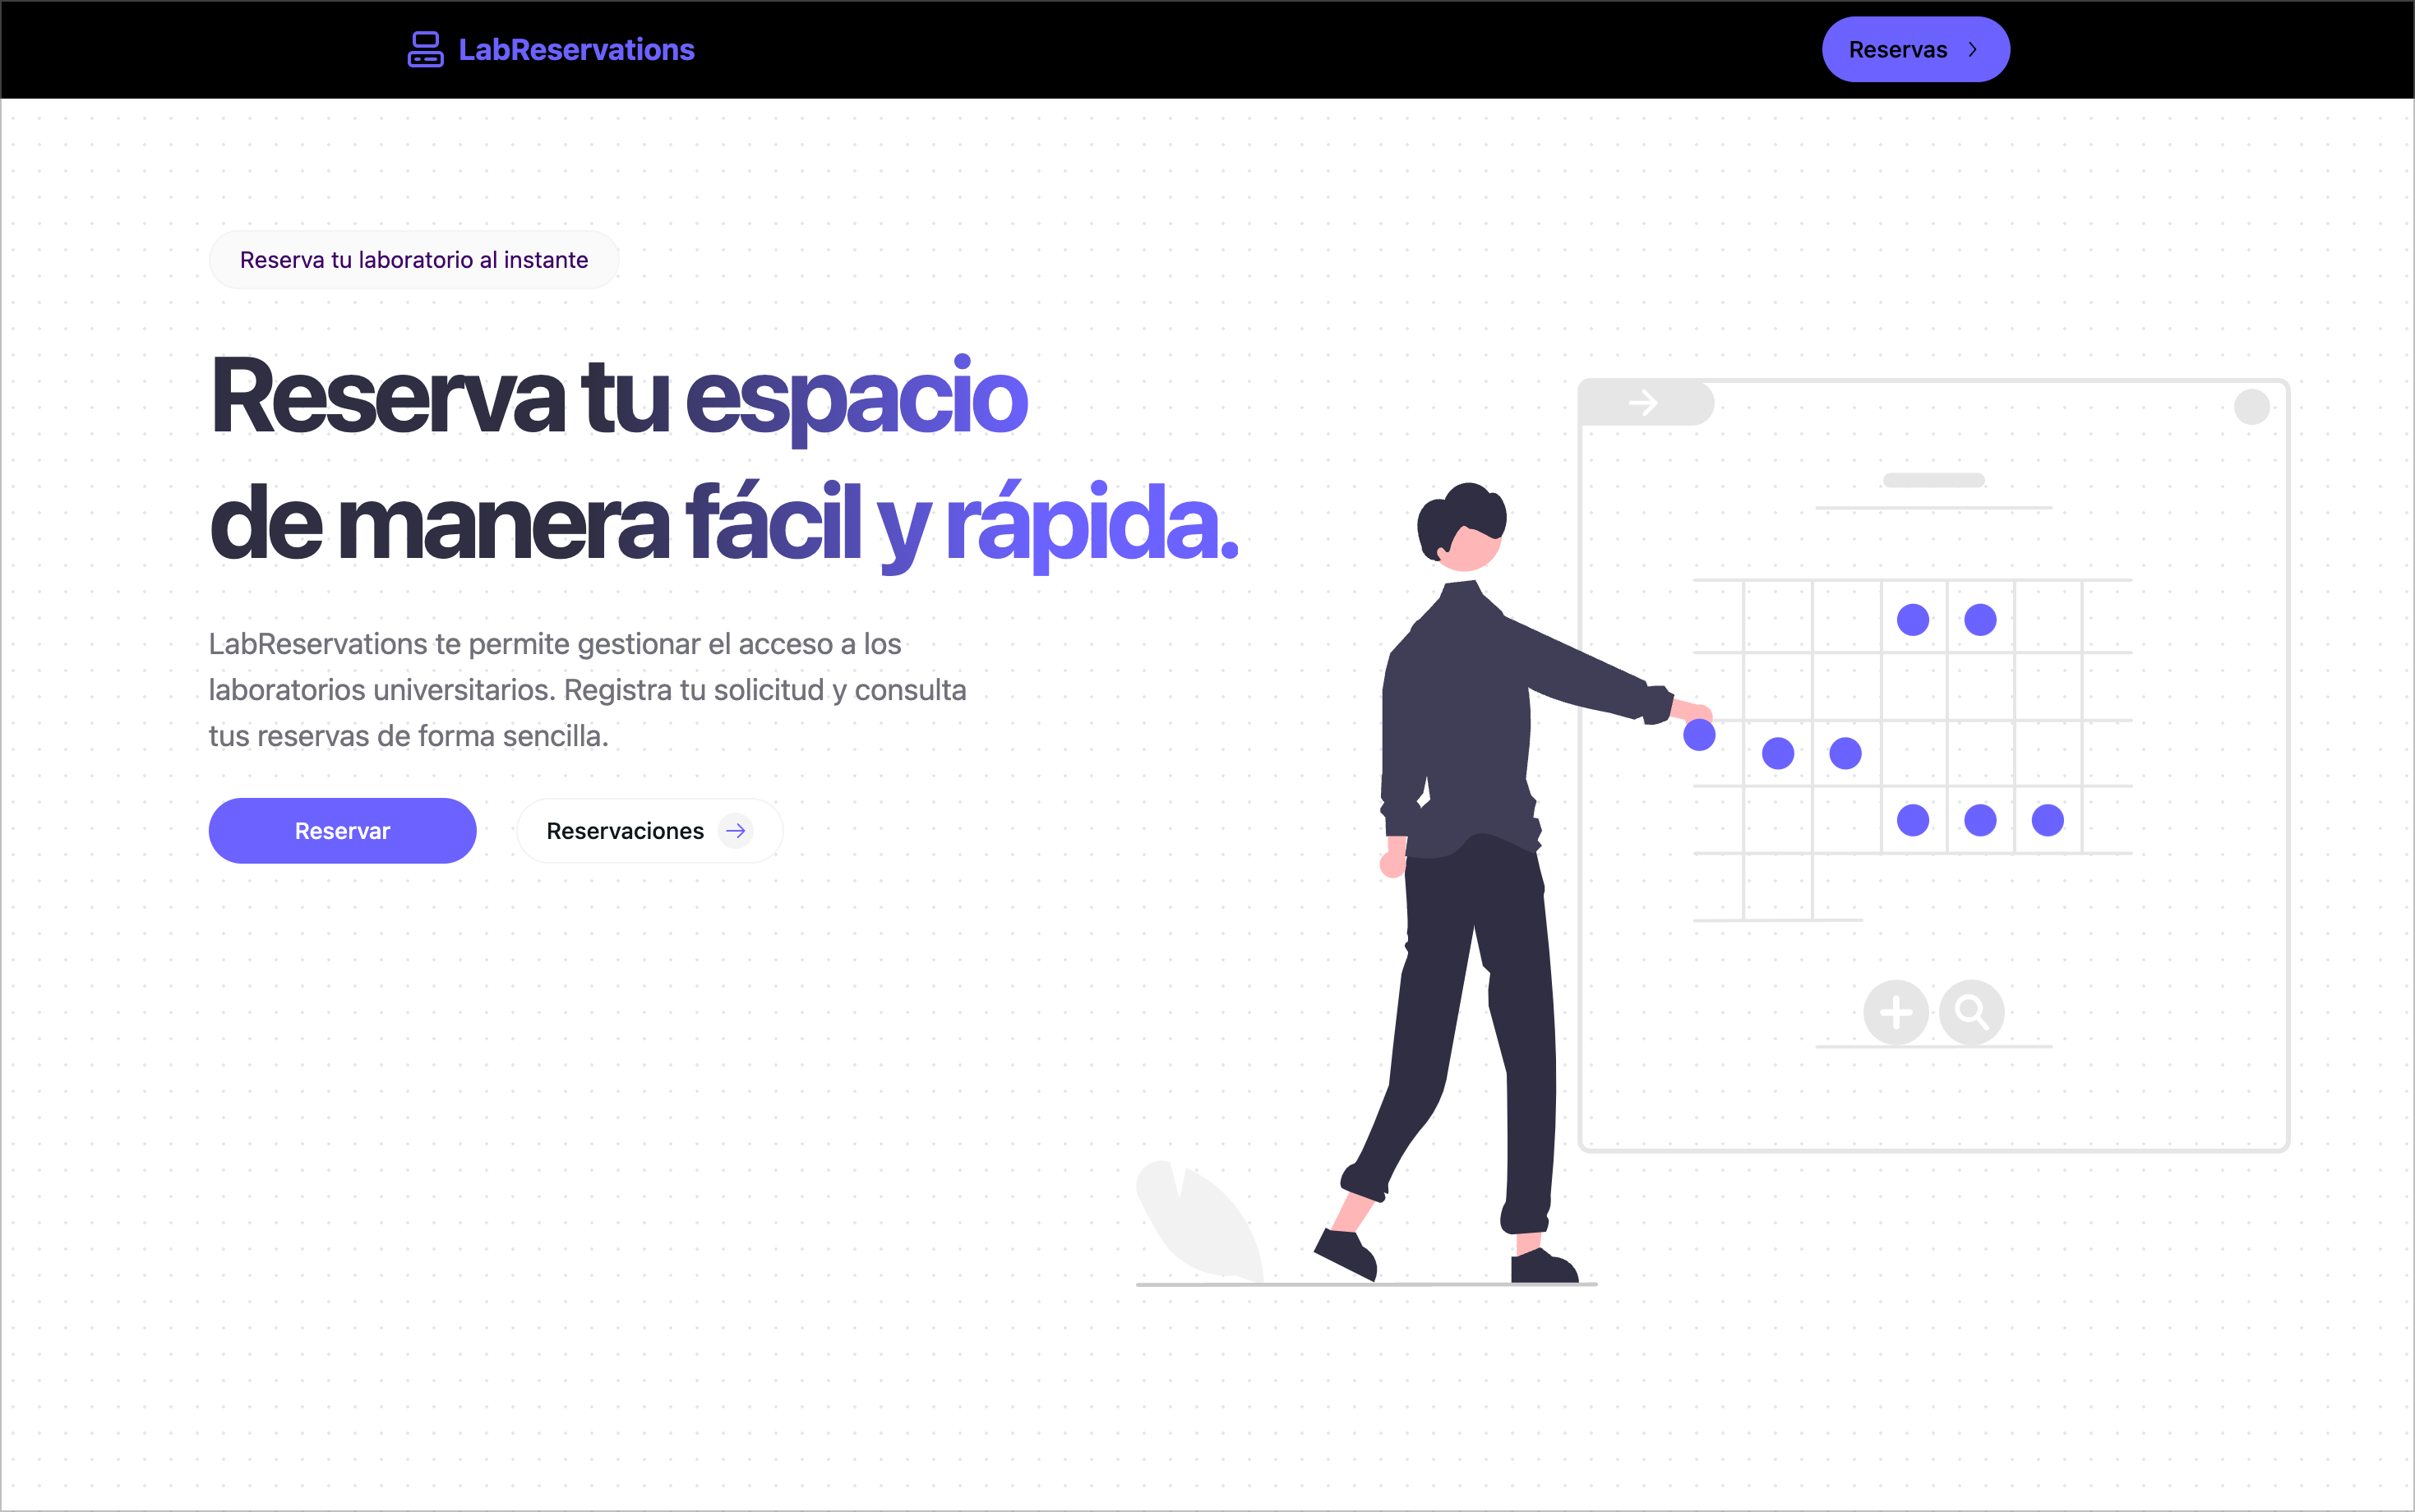 LabReservations
Reservas
Reserva tu laboratorio al instante
Reserva tu espacio
de manera fácil y rápida.
LabReservations te permite gestionar el acceso a los
laboratorios universitarios. Registra tu solicitud y consulta
tus reservas de forma sencilla.
Reservar
Reservaciones